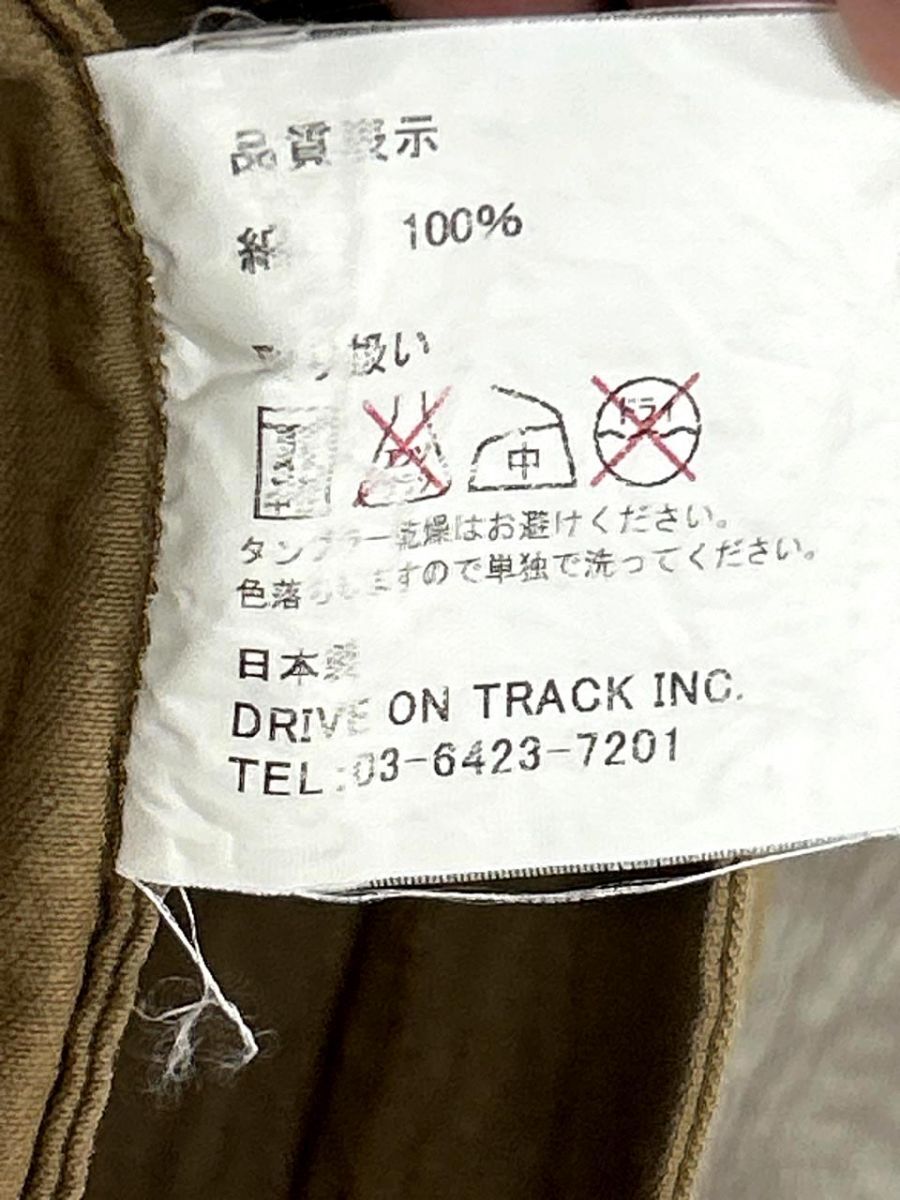 品質表示
綿 100%
取り扱い
中 ドライ
タンブラー乾燥はお避けください。
色落ちしますので単独で洗ってください。
日本製
DRIVE ON TRACK INC.
TEL:03-6423-7201